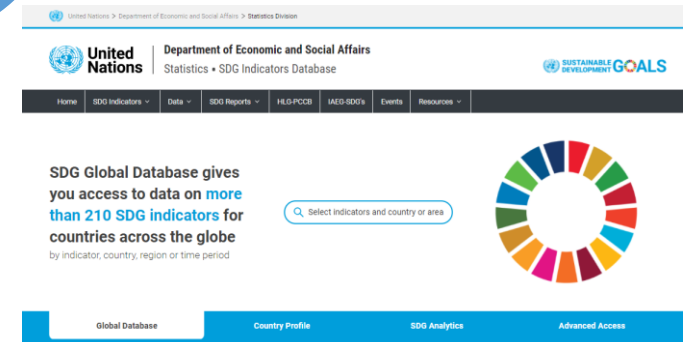 United Nations > Department of Economic and Social Affairs > Statistics Division
United Nations
Department of Economic and Social Affairs
Statistics • SDG Indicators Database
SUSTAINABLE DEVELOPMENT GOALS
Home SDG Indicators Data SDG Reports HLG-PCCB IAEG-SDG's Events Resources
SDG Global Database gives
you access to data on more
than 210 SDG indicators for
countries across the globe
by indicator, country, region or time period
Select indicators and country or area
Global Database Country Profile SDG Analytics Advanced Access